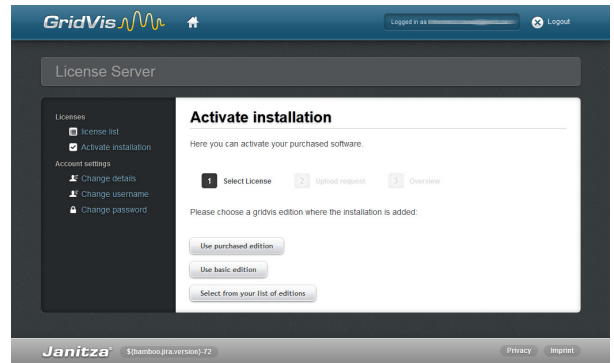 GridVis
Logged in as
Logout
License Server
Licenses
license list
Activate installation
Account settings
Change details
Change username
Change password
Activate installation
Here you can activate your purchased software.
1 Select License 2 Upload request 3 Overview
Please choose a gridvis edition where the installation is added:
Use purchased edition
Use basic edition
Select from your list of editions
Janitza® ${bamboo.jira.version}-72
Privacy Imprint